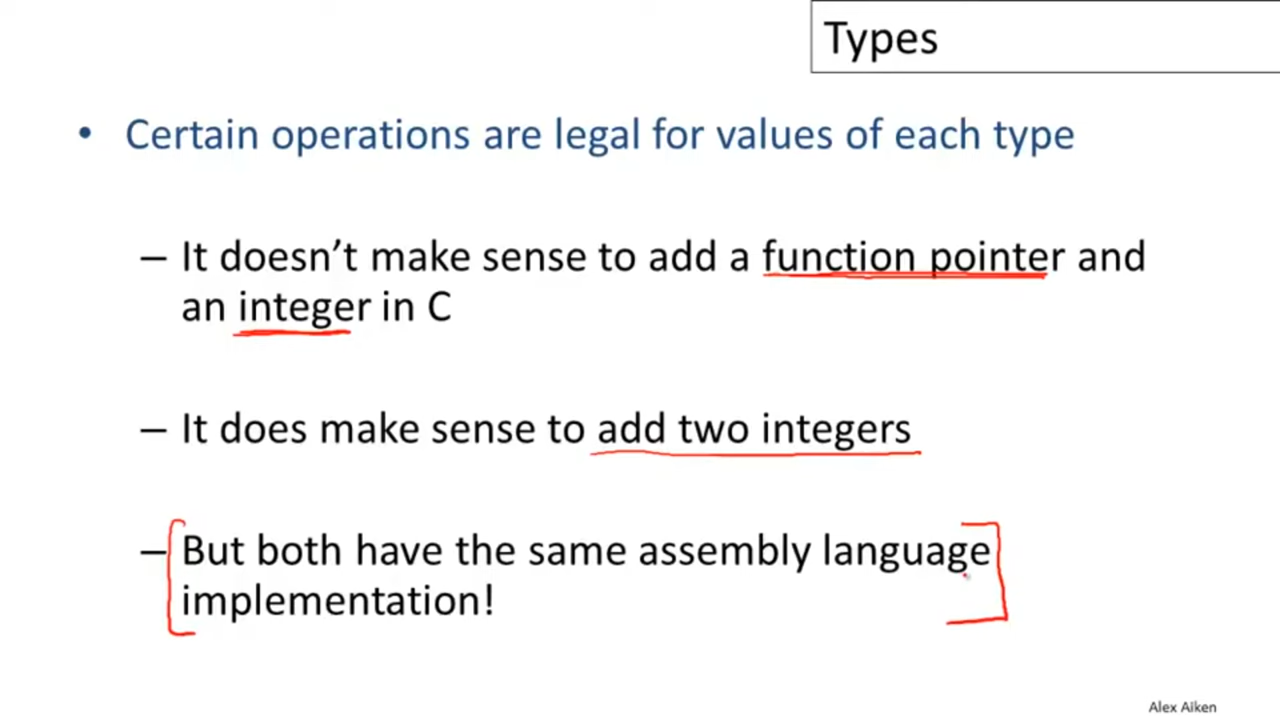 Types
• Certain operations are legal for values of each type
– It doesn’t make sense to add a function pointer and
an integer in C
– It does make sense to add two integers
– But both have the same assembly language
implementation!
Alex Aiken